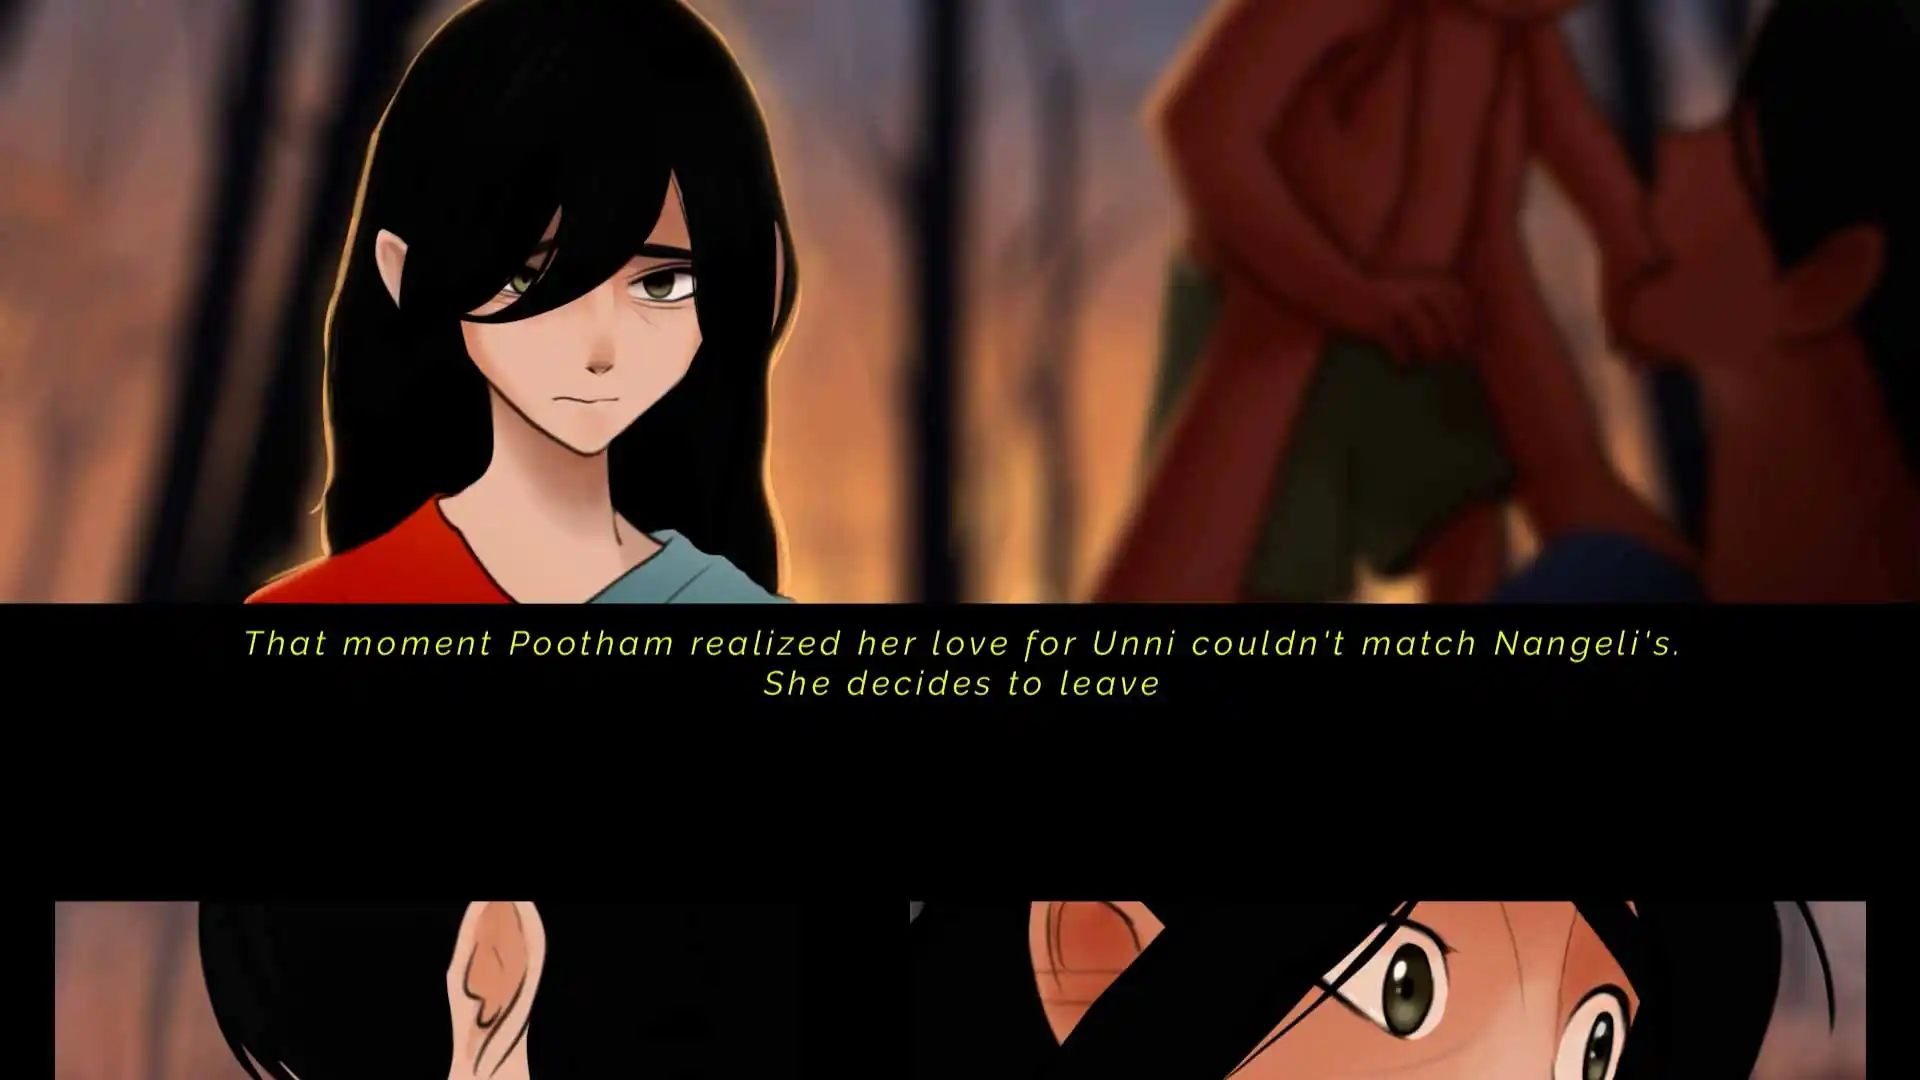 That moment Pootham realized her love for Unni couldn't match Nangeli's.
She decides to leave